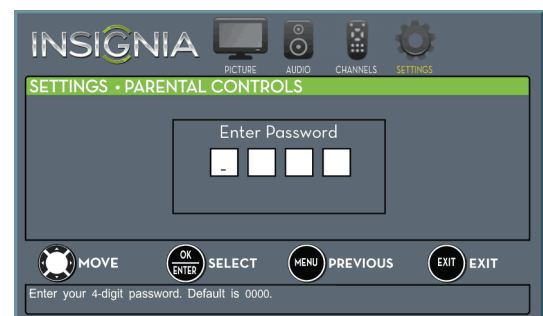 INSIGNIA
PICTURE AUDIO CHANNELS SETTINGS
SETTINGS • PARENTAL CONTROLS
Enter Password
_
MOVE OK ENTER SELECT MENU PREVIOUS EXIT EXIT
Enter your 4-digit password. Default is 0000.